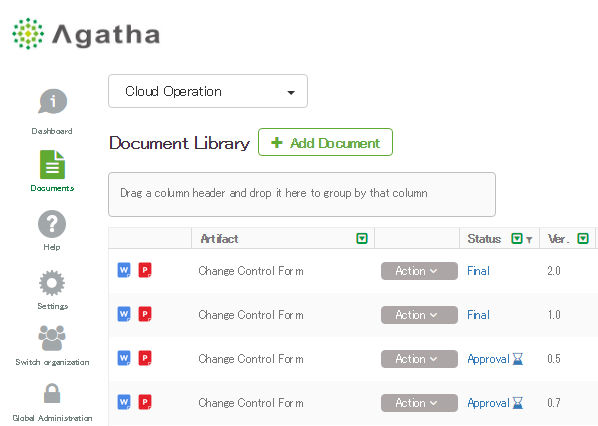 Agatha
Cloud Operation
Dashboard
Document Library
+ Add Document
Documents
Drag a column header and drop it here to group by that column
Help
Artifact Status Ver.
W P Change Control Form Action Final 2.0
Settings
W P Change Control Form Action Final 1.0
Switch organization
W P Change Control Form Action Approval 0.5
Global Administration
W P Change Control Form Action Approval 0.7